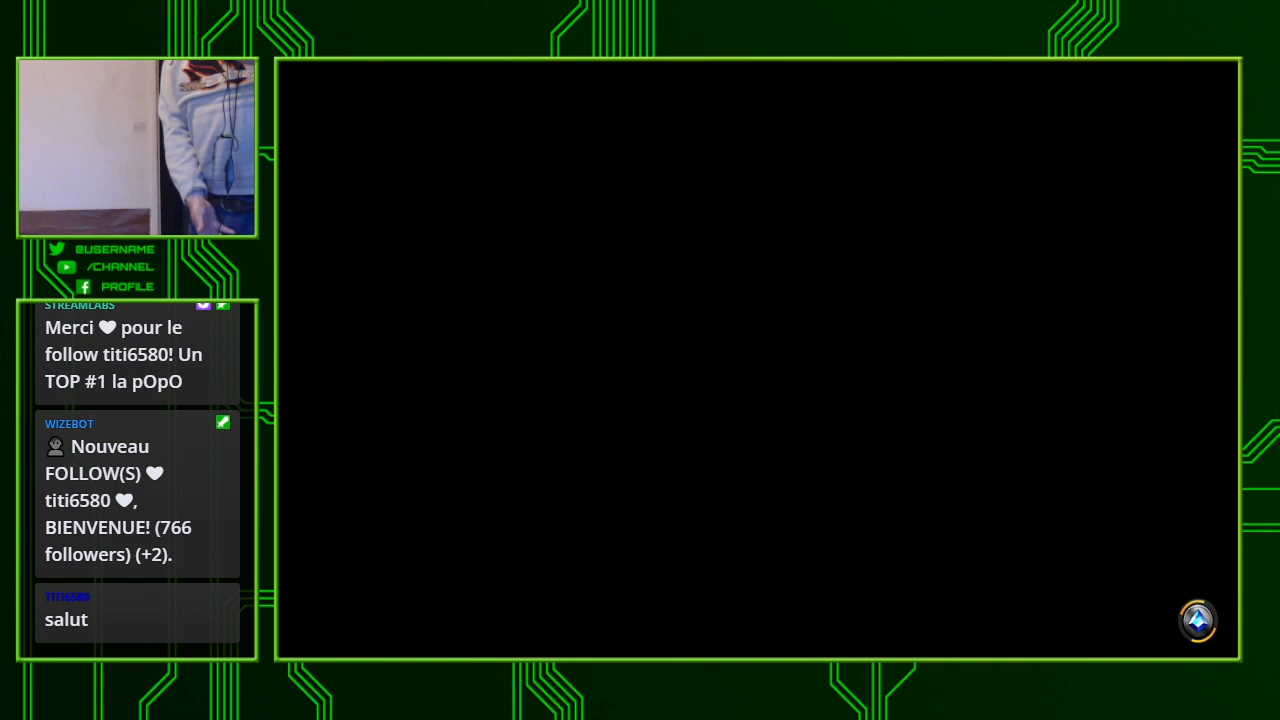 @USERNAME
/CHANNEL
PROFILE
STREAMLABS
Merci 🤍 pour le
follow titi6580! Un
TOP #1 la pOpO
WIZEBOT
Nouveau
FOLLOW(S) 🤍
titi6580 🤍,
BIENVENUE! (766
followers) (+2).
TITI6580
salut